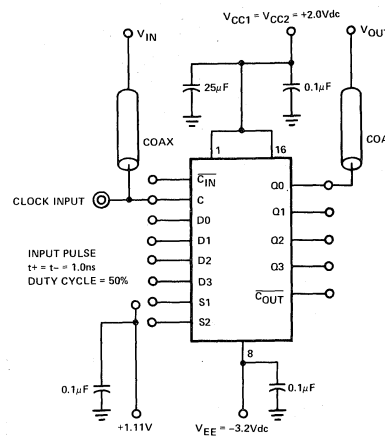 VCC1 = VCC2 = +2.0Vdc
VIN
VOUT
25µF
0.1µF
COAX
1
16
CIN
Q0
CLOCK INPUT
C
D0
Q1
D1
Q2
INPUT PULSE
t+ = t– = 1.0ns
DUTY CYCLE = 50%
D2
D3
Q3
S1
COUT
S2
8
0.1µF
0.1µF
+1.11V
VEE = –3.2Vdc